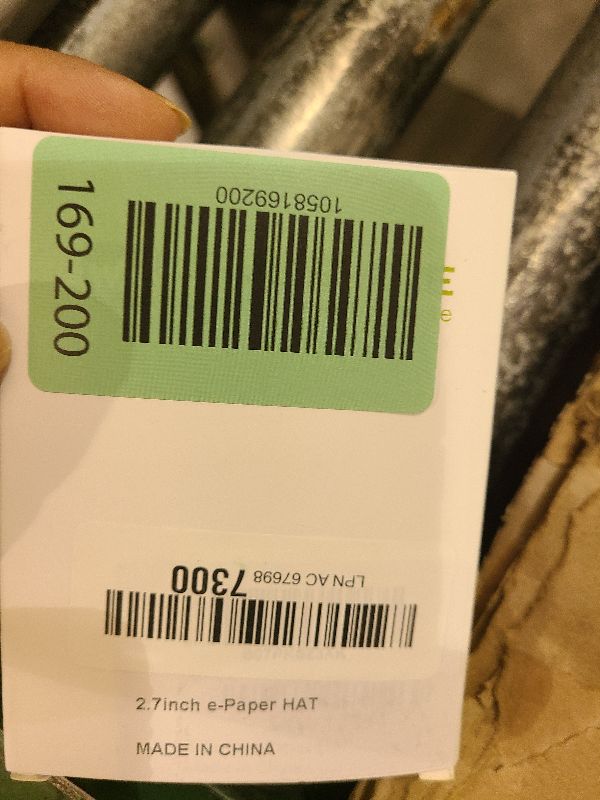 1058169200
169-200
E
e
LPN AC 67698 7300
2.7inch e-Paper HAT
MADE IN CHINA